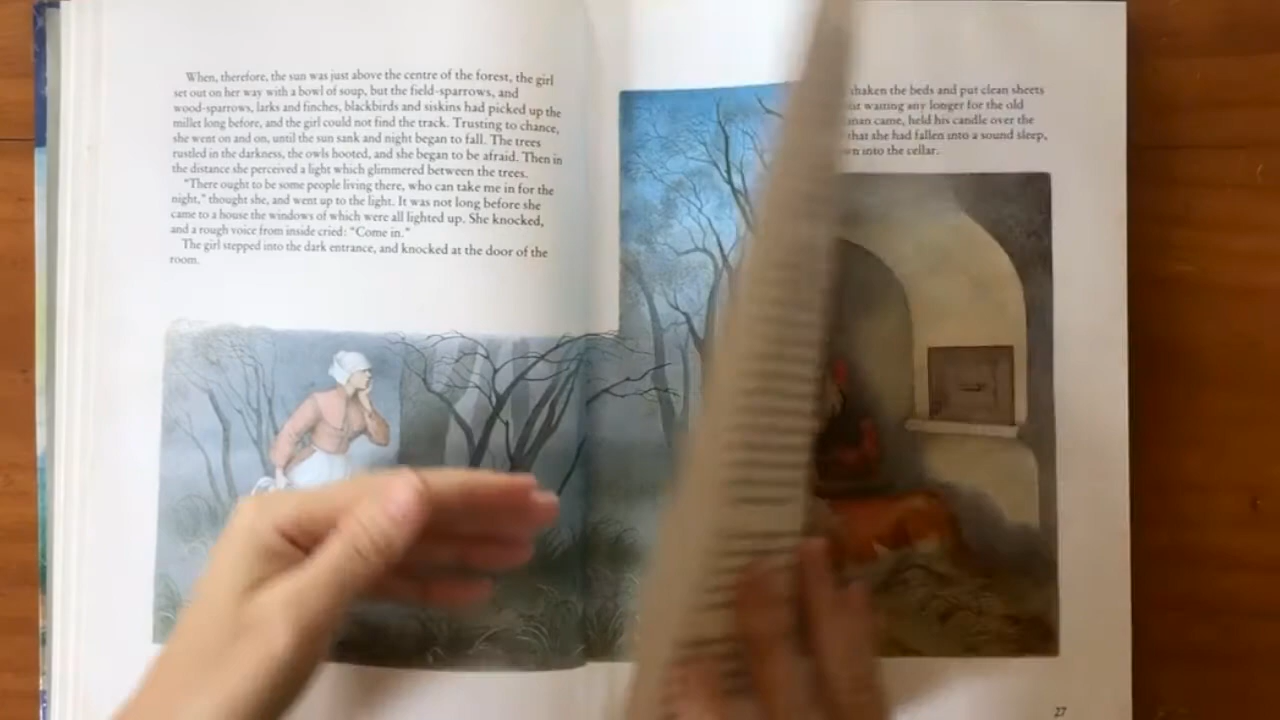 When, therefore, the sun was just above the centre of the forest, the girl
set out on her way with a bowl of soup, but the field-sparrows, and
wood-sparrows, larks and finches, blackbirds and siskins had picked up the
millet long before, and the girl could not find the track. Trusting to chance,
she went on and on, until the sun sank and night began to fall. The trees
rustled in the darkness, the owls hooted, and she began to be afraid. Then in
the distance she perceived a light which glimmered between the trees.
"There ought to be some people living there, who can take me in for the
night," thought she, and went up to the light. It was not long before she
came to a house the windows of which were all lighted up. She knocked,
and a rough voice from inside cried: "Come in."
The girl stepped into the dark entrance, and knocked at the door of the
room.
shaken the beds and put clean sheets
waiting any longer for the old
came, held his candle over the
that she had fallen into a sound sleep,
into the cellar.
27